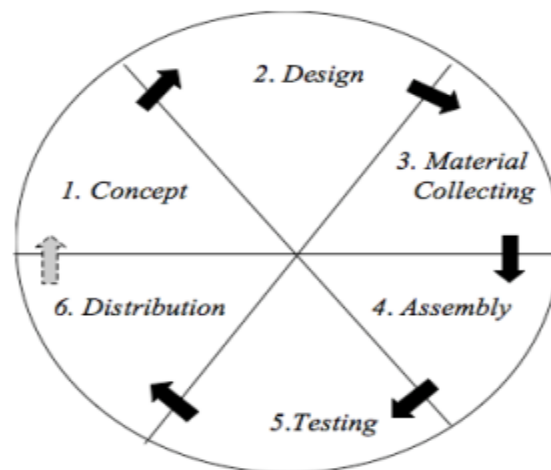 1. Concept
2. Design
3. Material
Collecting
4. Assembly
5.Testing
6. Distribution